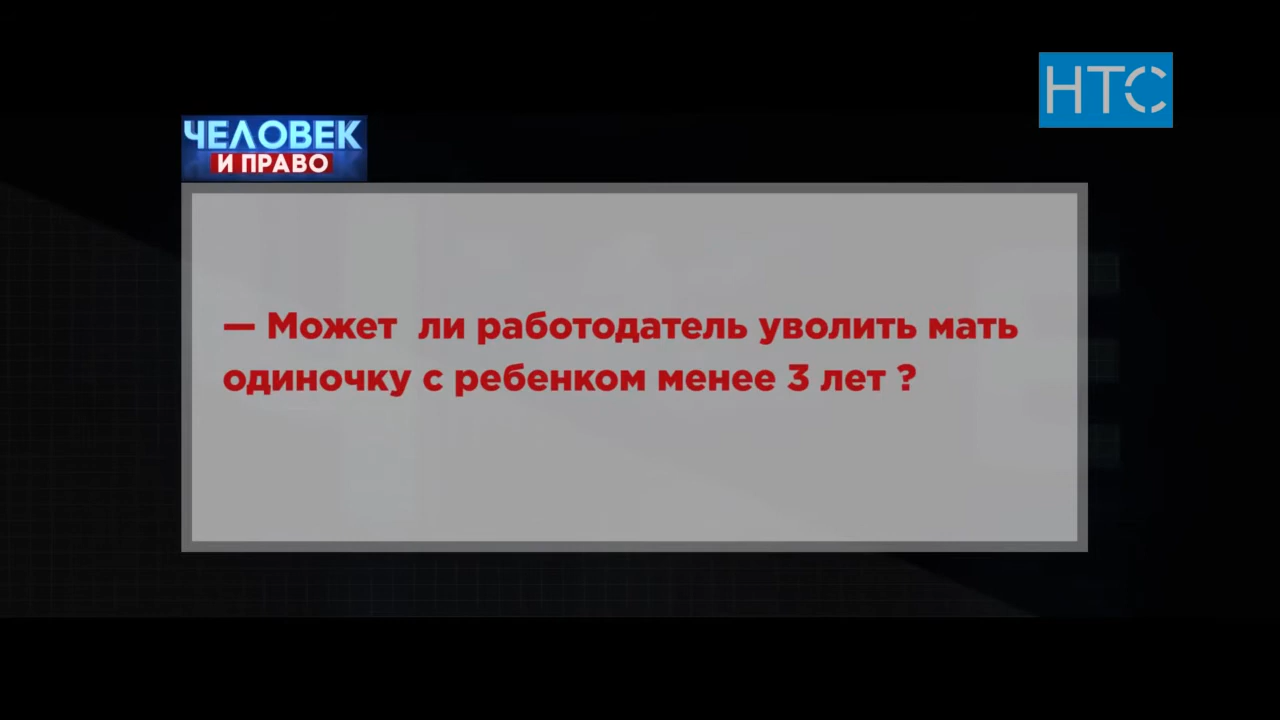 НТС
ЧЕЛОВЕК
И ПРАВО
— Может  ли работодатель уволить мать
одиночку с ребенком менее 3 лет ?